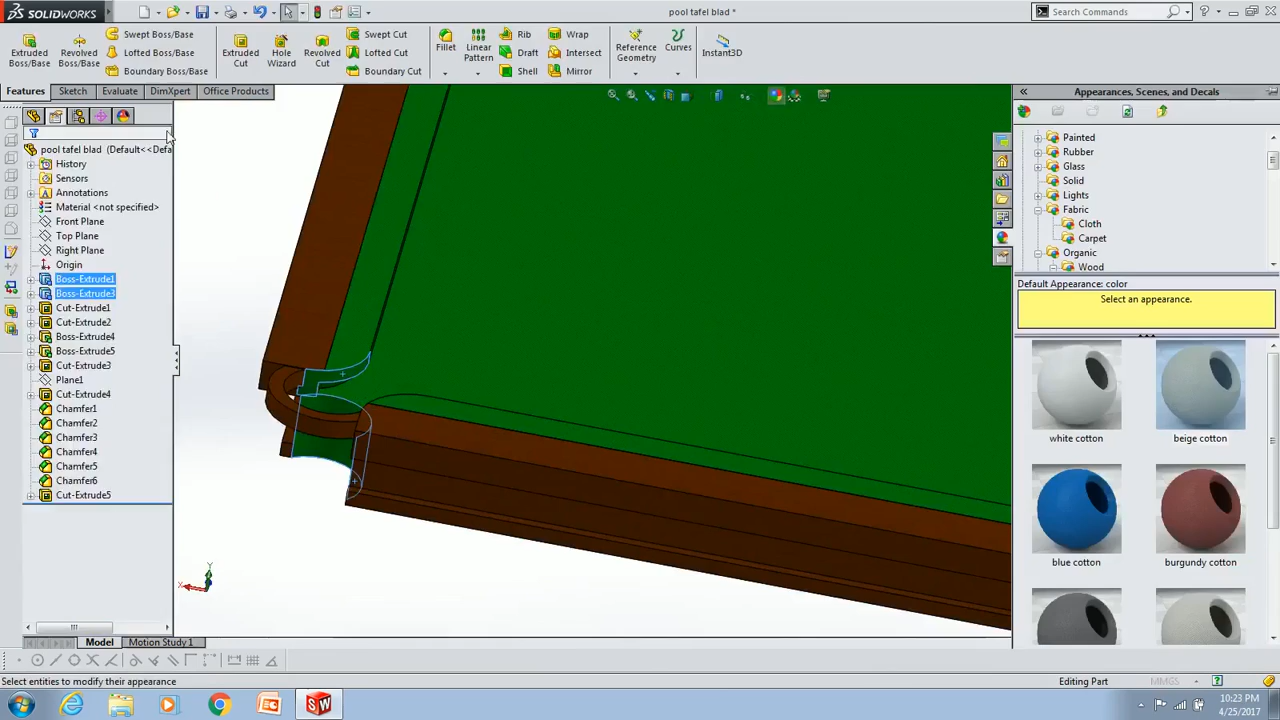 SOLIDWORKS
pool tafel blad *
Search Commands
Extruded Boss/Base
Revolved Boss/Base
Swept Boss/Base
Lofted Boss/Base
Boundary Boss/Base
Extruded Cut
Hole Wizard
Revolved Cut
Swept Cut
Lofted Cut
Boundary Cut
Fillet
Linear Pattern
Rib
Draft
Shell
Wrap
Intersect
Mirror
Reference Geometry
Curves
Instant3D
Features
Sketch
Evaluate
DimXpert
Office Products
pool tafel blad (Default<<Defa
History
Sensors
Annotations
Material <not specified>
Front Plane
Top Plane
Right Plane
Origin
Boss-Extrude1
Boss-Extrude3
Cut-Extrude1
Cut-Extrude2
Boss-Extrude4
Boss-Extrude5
Cut-Extrude3
Plane1
Cut-Extrude4
Chamfer1
Chamfer2
Chamfer3
Chamfer4
Chamfer5
Chamfer6
Cut-Extrude5
Y
X
Appearances, Scenes, and Decals
Painted
Rubber
Glass
Solid
Lights
Fabric
Cloth
Carpet
Organic
Wood
Default Appearance: color
Select an appearance.
white cotton
beige cotton
blue cotton
burgundy cotton
Model
Motion Study 1
Select entities to modify their appearance
Editing Part
MMGS
10:23 PM
4/25/2017